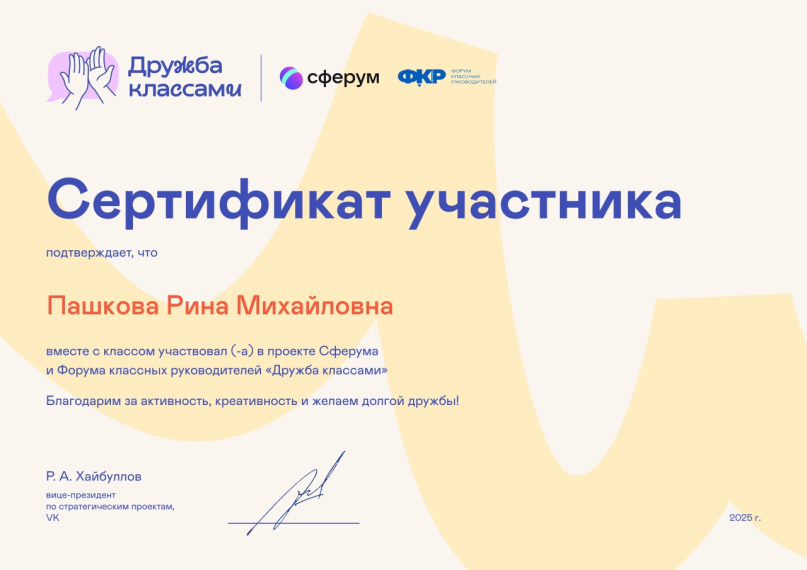 Дружба
классами
сферум
ФКР
ФОРУМ
КЛАССНЫХ
РУКОВОДИТЕЛЕЙ
Сертификат участника
подтверждает, что
Пашкова Рина Михайловна
вместе с классом участвовал (-а) в проекте Сферума
и Форума классных руководителей «Дружба классами»
Благодарим за активность, креативность и желаем долгой дружбы!
Р. А. Хайбуллов
вице-президент
по стратегическим проектам,
VK
2025 г.